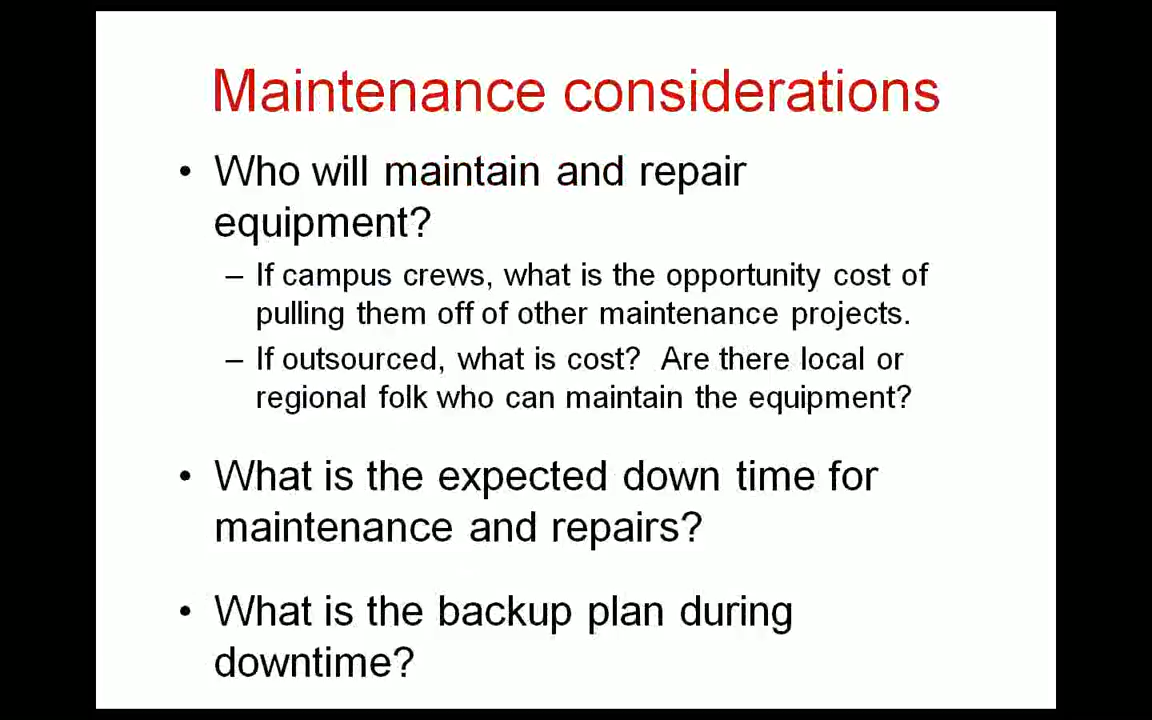 Maintenance considerations
• Who will maintain and repair
equipment?
– If campus crews, what is the opportunity cost of
pulling them off of other maintenance projects.
– If outsourced, what is cost?  Are there local or
regional folk who can maintain the equipment?
• What is the expected down time for
maintenance and repairs?
• What is the backup plan during
downtime?